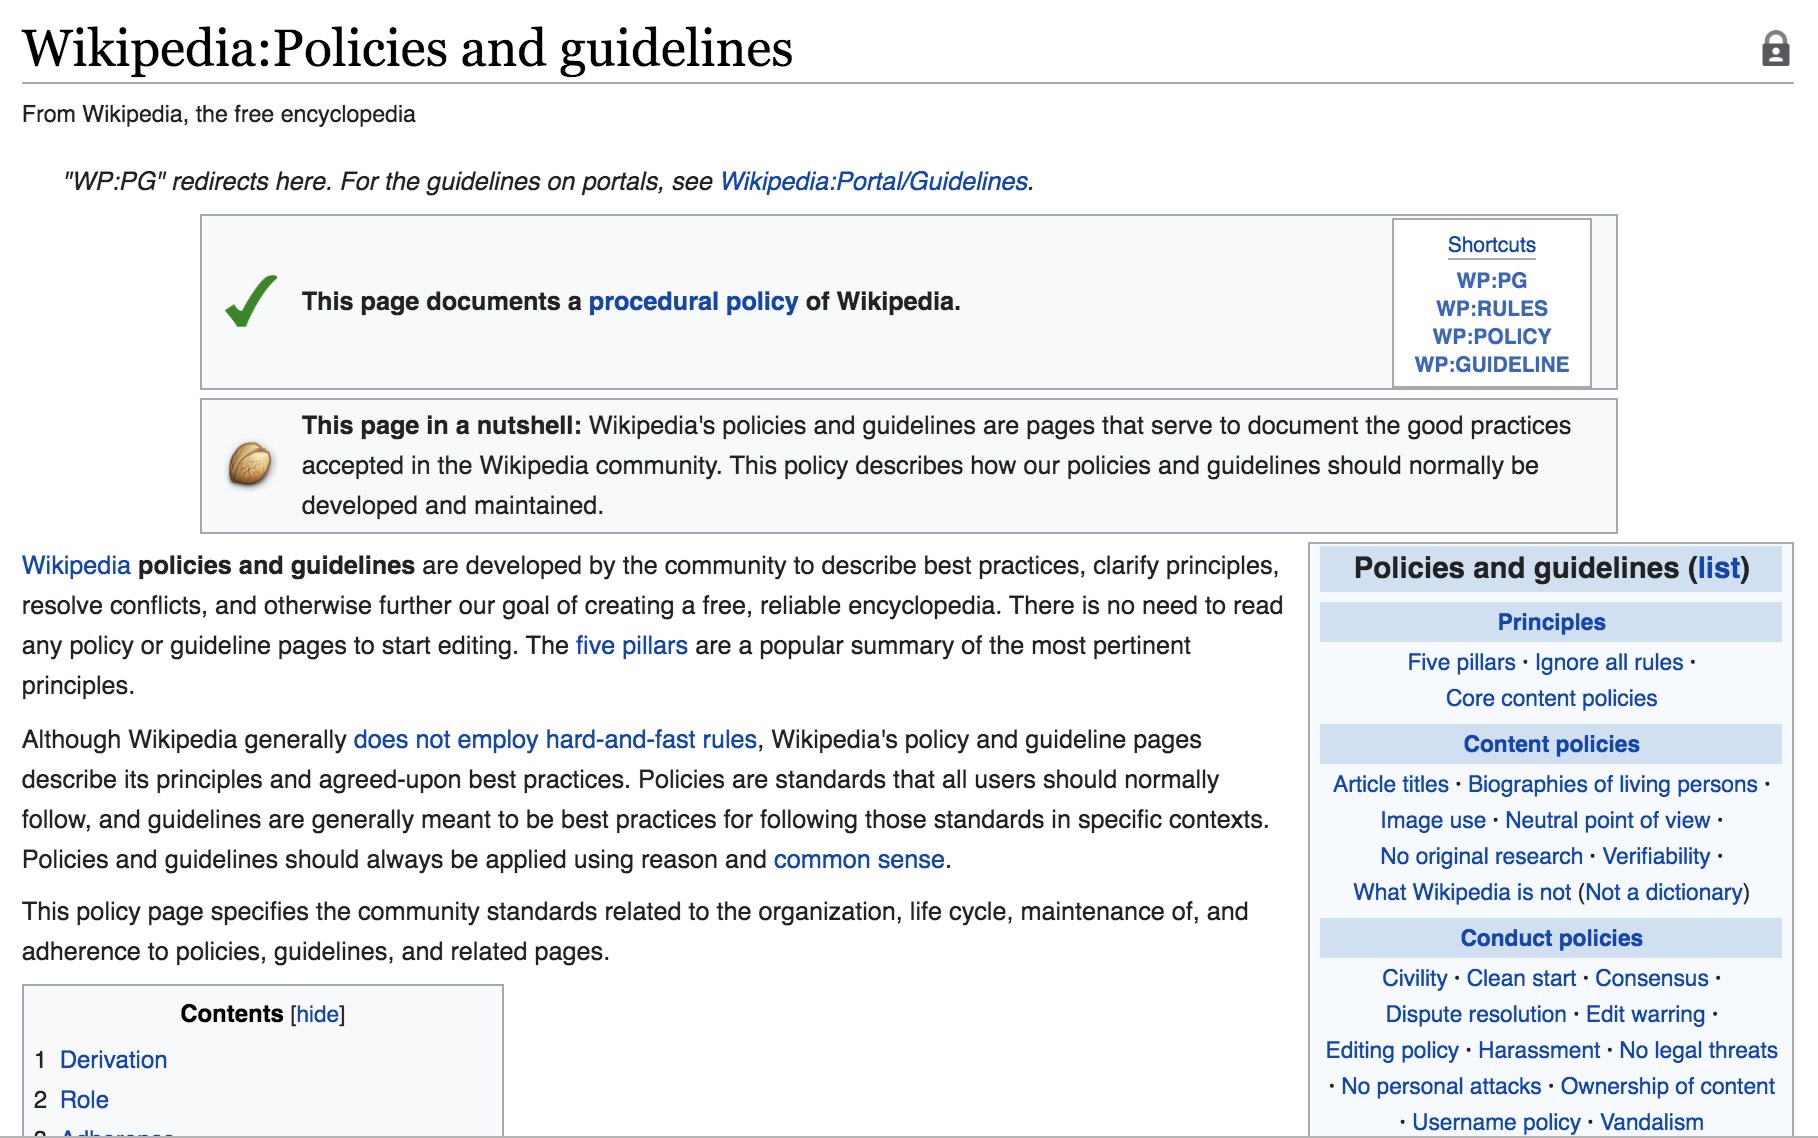 Wikipedia:Policies and guidelines
From Wikipedia, the free encyclopedia
"WP:PG" redirects here. For the guidelines on portals, see Wikipedia:Portal/Guidelines.
This page documents a procedural policy of Wikipedia.
Shortcuts
WP:PG
WP:RULES
WP:POLICY
WP:GUIDELINE
This page in a nutshell: Wikipedia's policies and guidelines are pages that serve to document the good practices
accepted in the Wikipedia community. This policy describes how our policies and guidelines should normally be
developed and maintained.
Wikipedia policies and guidelines are developed by the community to describe best practices, clarify principles,
resolve conflicts, and otherwise further our goal of creating a free, reliable encyclopedia. There is no need to read
any policy or guideline pages to start editing. The five pillars are a popular summary of the most pertinent
principles.
Although Wikipedia generally does not employ hard-and-fast rules, Wikipedia's policy and guideline pages
describe its principles and agreed-upon best practices. Policies are standards that all users should normally
follow, and guidelines are generally meant to be best practices for following those standards in specific contexts.
Policies and guidelines should always be applied using reason and common sense.
This policy page specifies the community standards related to the organization, life cycle, maintenance of, and
adherence to policies, guidelines, and related pages.
Contents [hide]
1 Derivation
2 Role
3 Adherence
Policies and guidelines (list)
Principles
Five pillars · Ignore all rules ·
Core content policies
Content policies
Article titles · Biographies of living persons ·
Image use · Neutral point of view ·
No original research · Verifiability ·
What Wikipedia is not (Not a dictionary)
Conduct policies
Civility · Clean start · Consensus ·
Dispute resolution · Edit warring ·
Editing policy · Harassment · No legal threats
· No personal attacks · Ownership of content
· Username policy · Vandalism